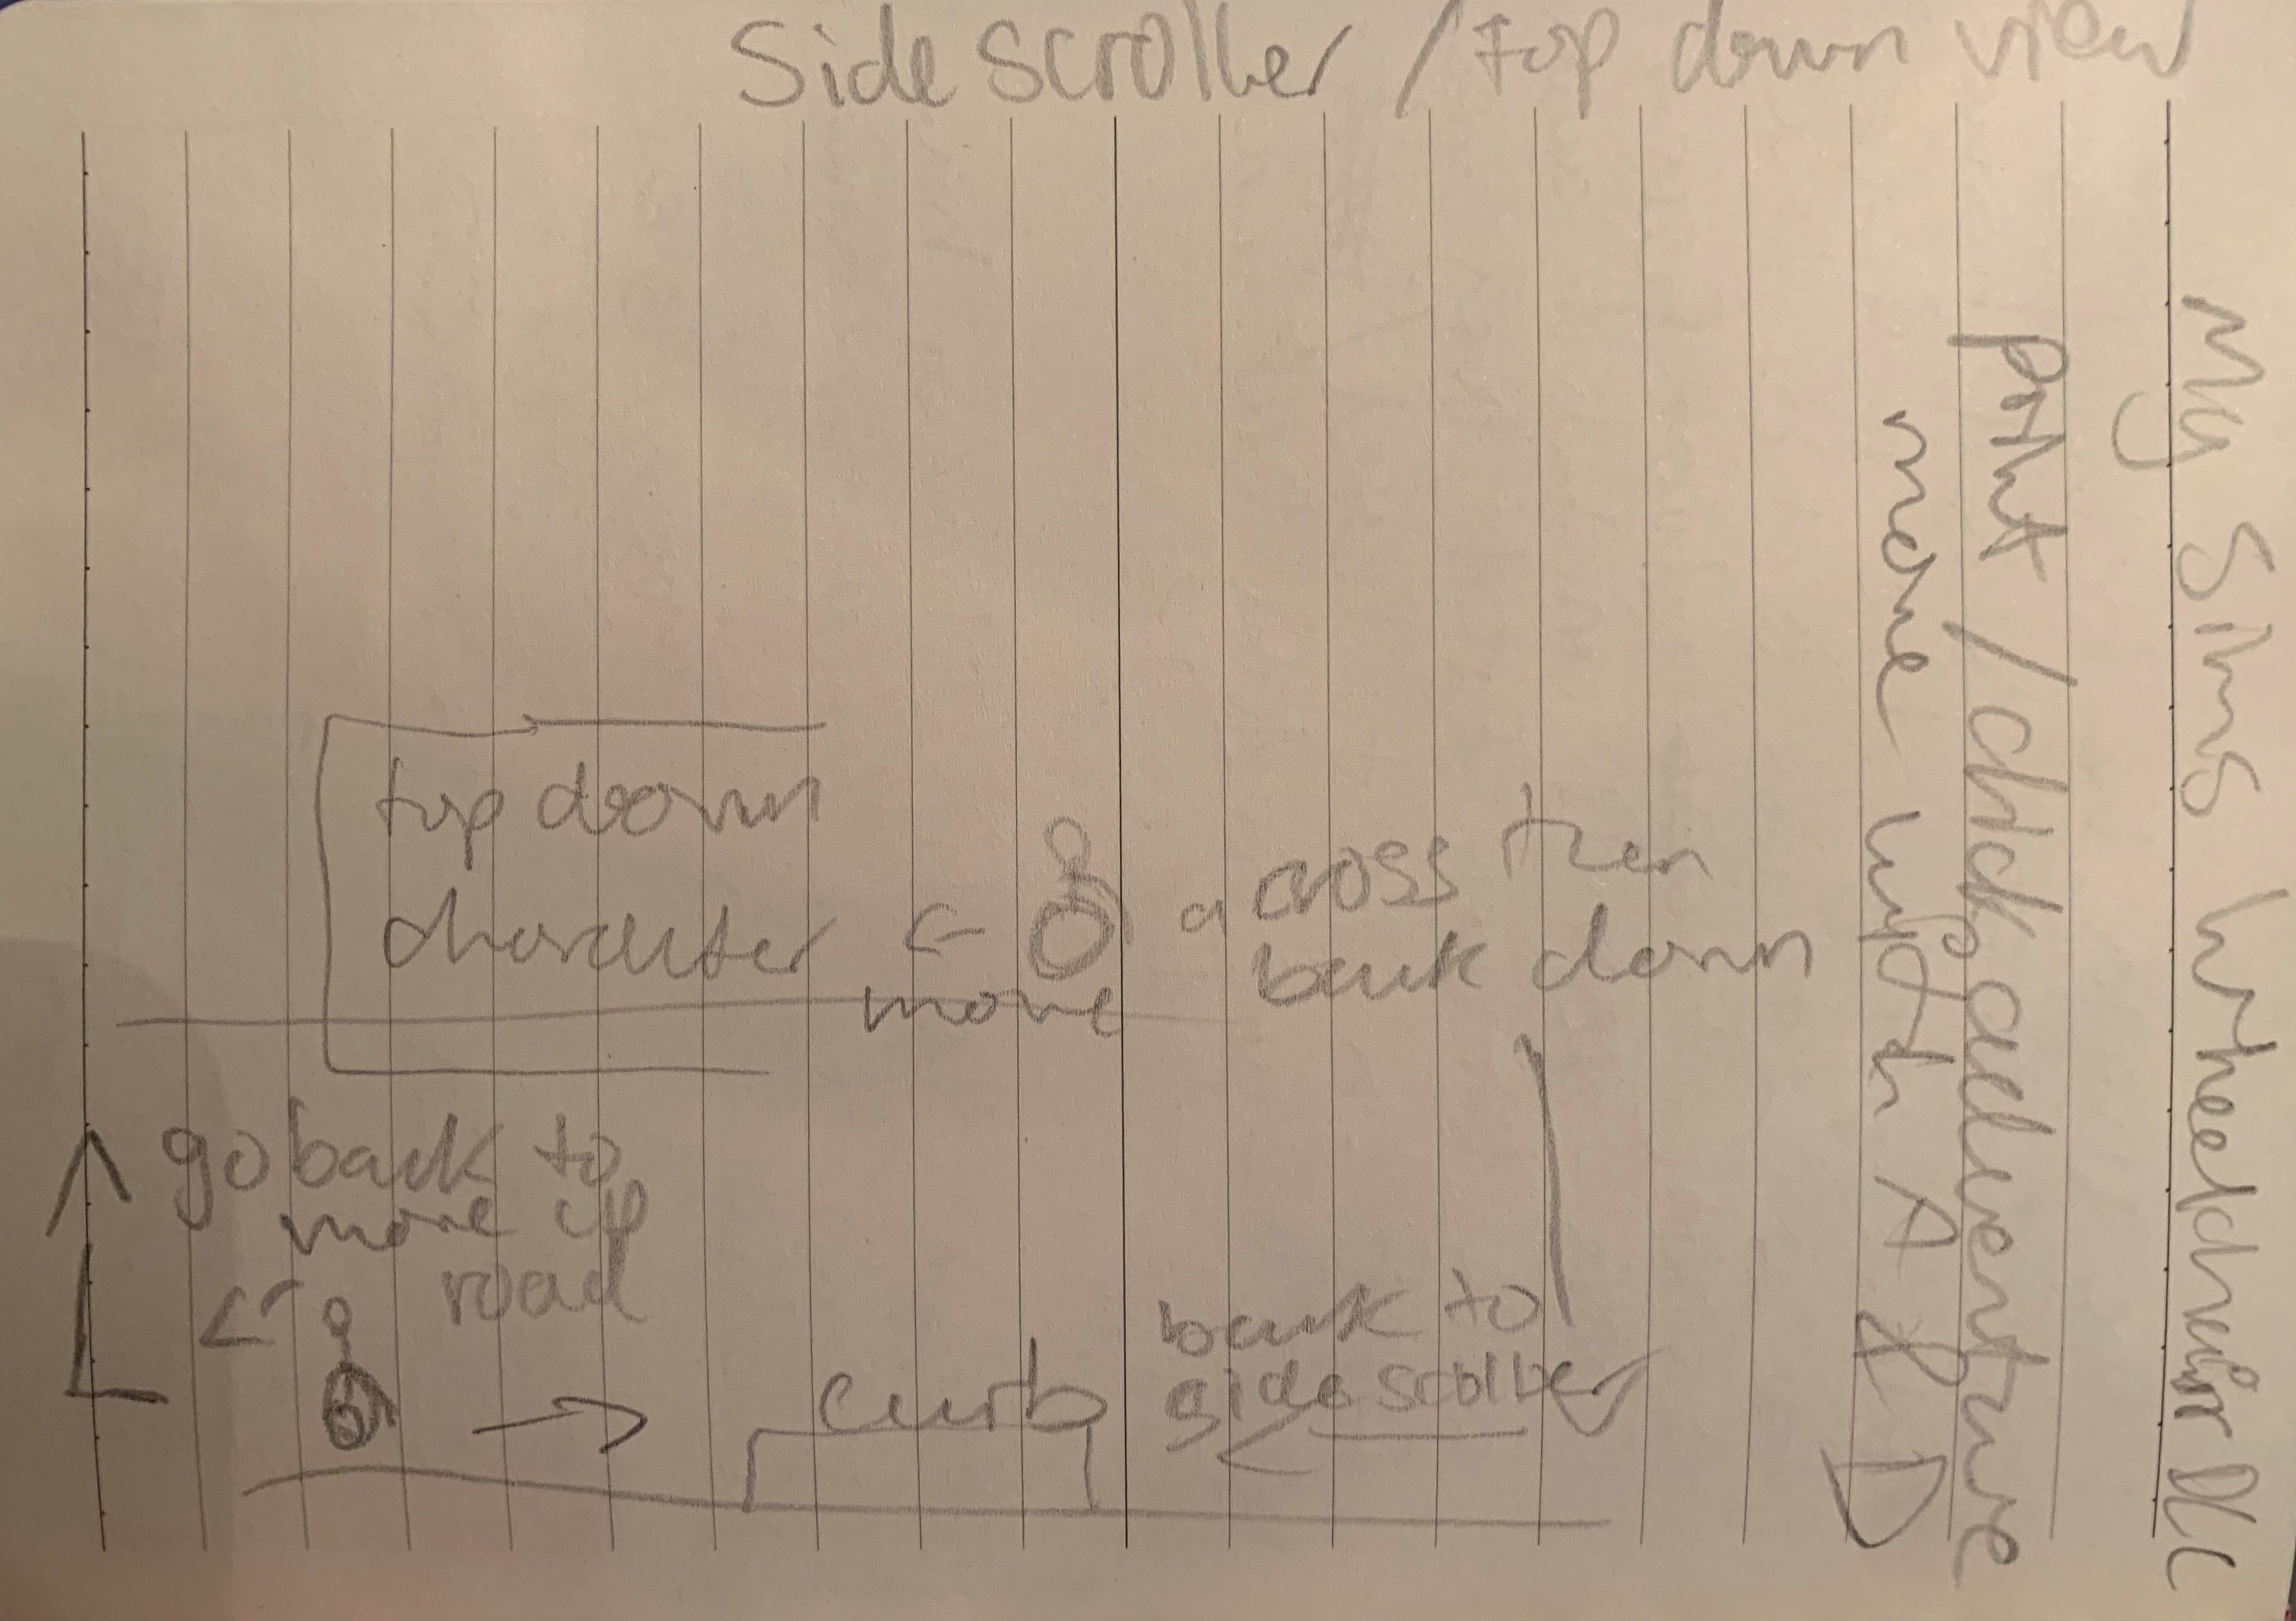 Side scroller / top down view
My Sims Wheelchair DLC
point / click adventure
move with A & D
top down
character
move
across then
back down
go back to
move up
road
curb
back to
side scroller